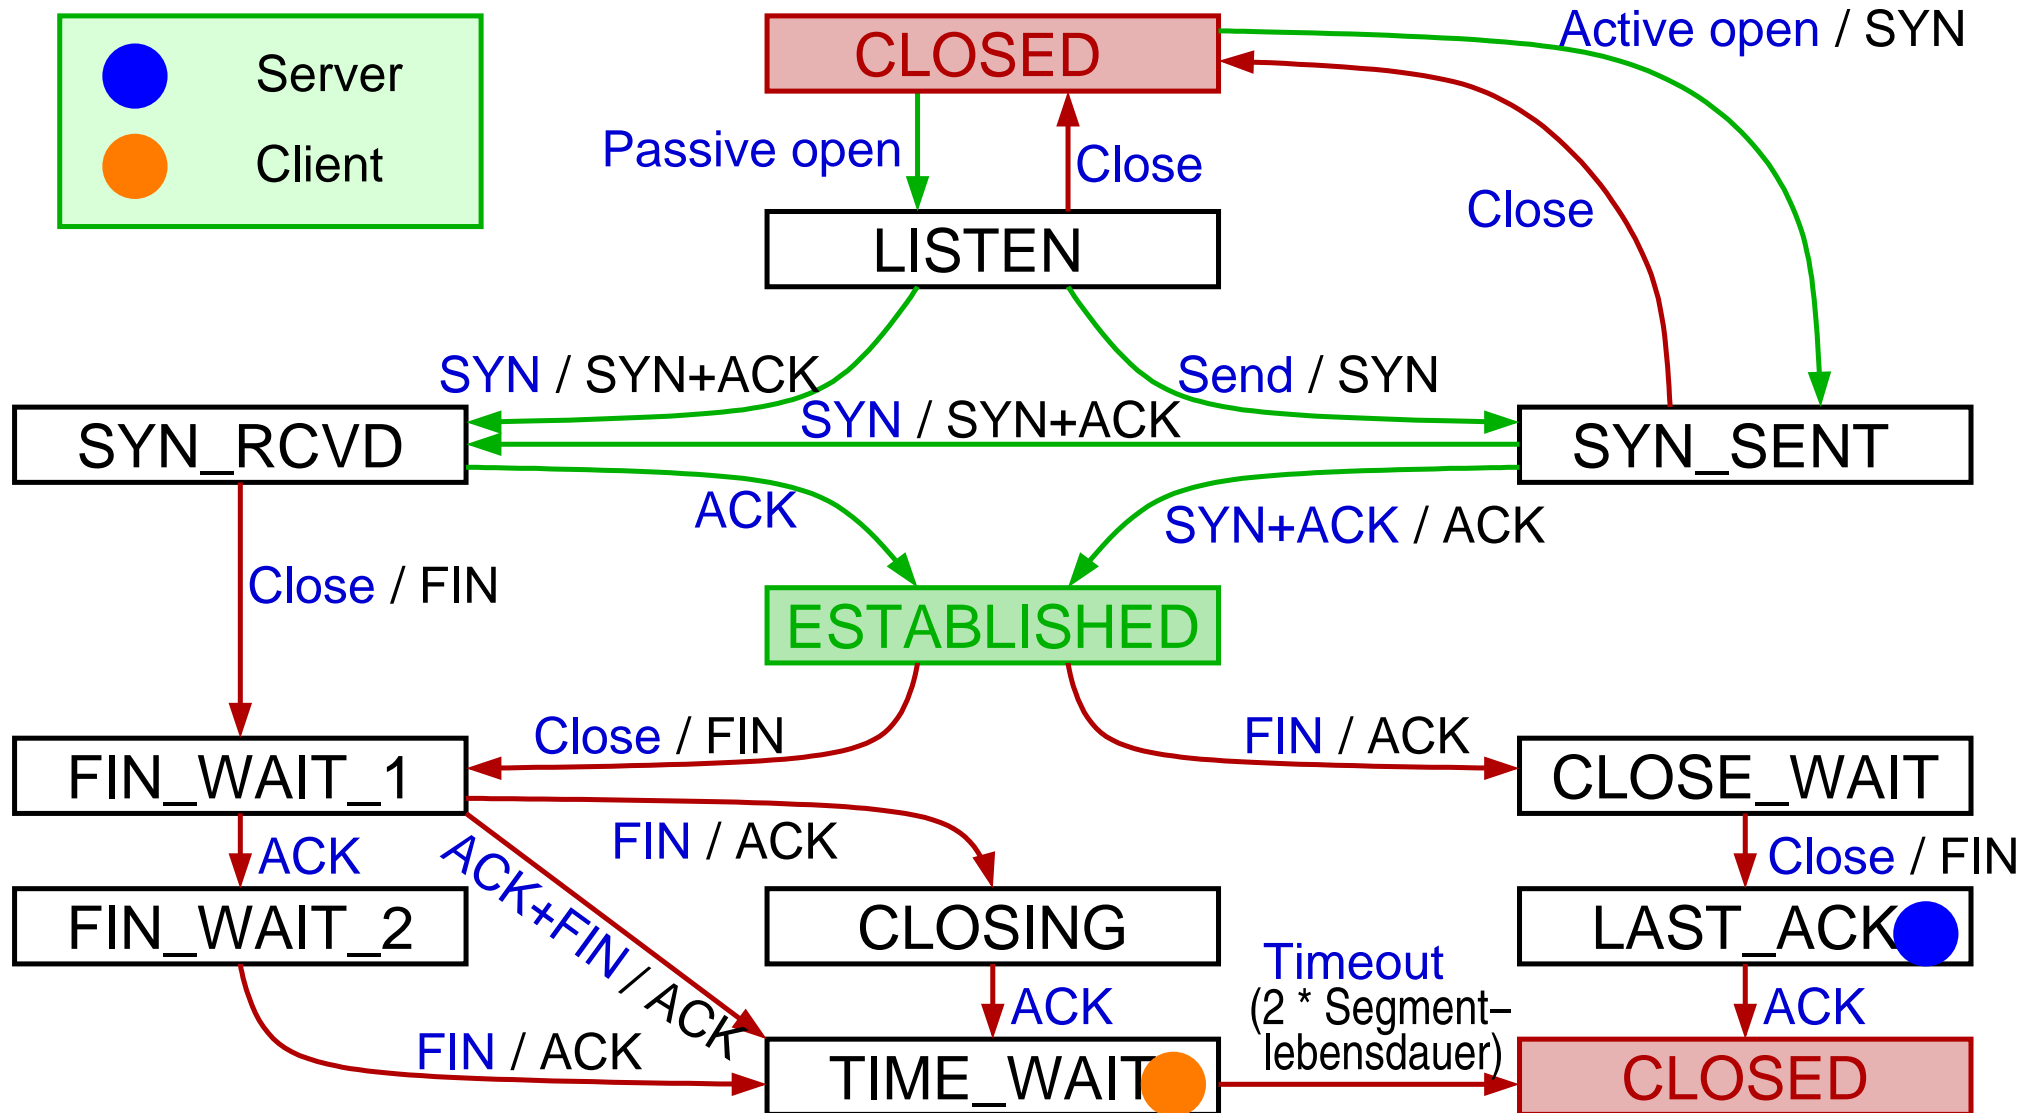 Server
Client
CLOSED
Active open / SYN
Passive open
Close
Close
LISTEN
SYN / SYN+ACK
Send / SYN
SYN / SYN+ACK
SYN_RCVD
SYN_SENT
ACK
SYN+ACK / ACK
Close / FIN
ESTABLISHED
Close / FIN
FIN / ACK
FIN_WAIT_1
CLOSE_WAIT
ACK
ACK+FIN / ACK
FIN / ACK
Close / FIN
FIN_WAIT_2
CLOSING
LAST_ACK
FIN / ACK
ACK
Timeout
(2 * Segment–
lebensdauer)
ACK
TIME_WAIT
CLOSED